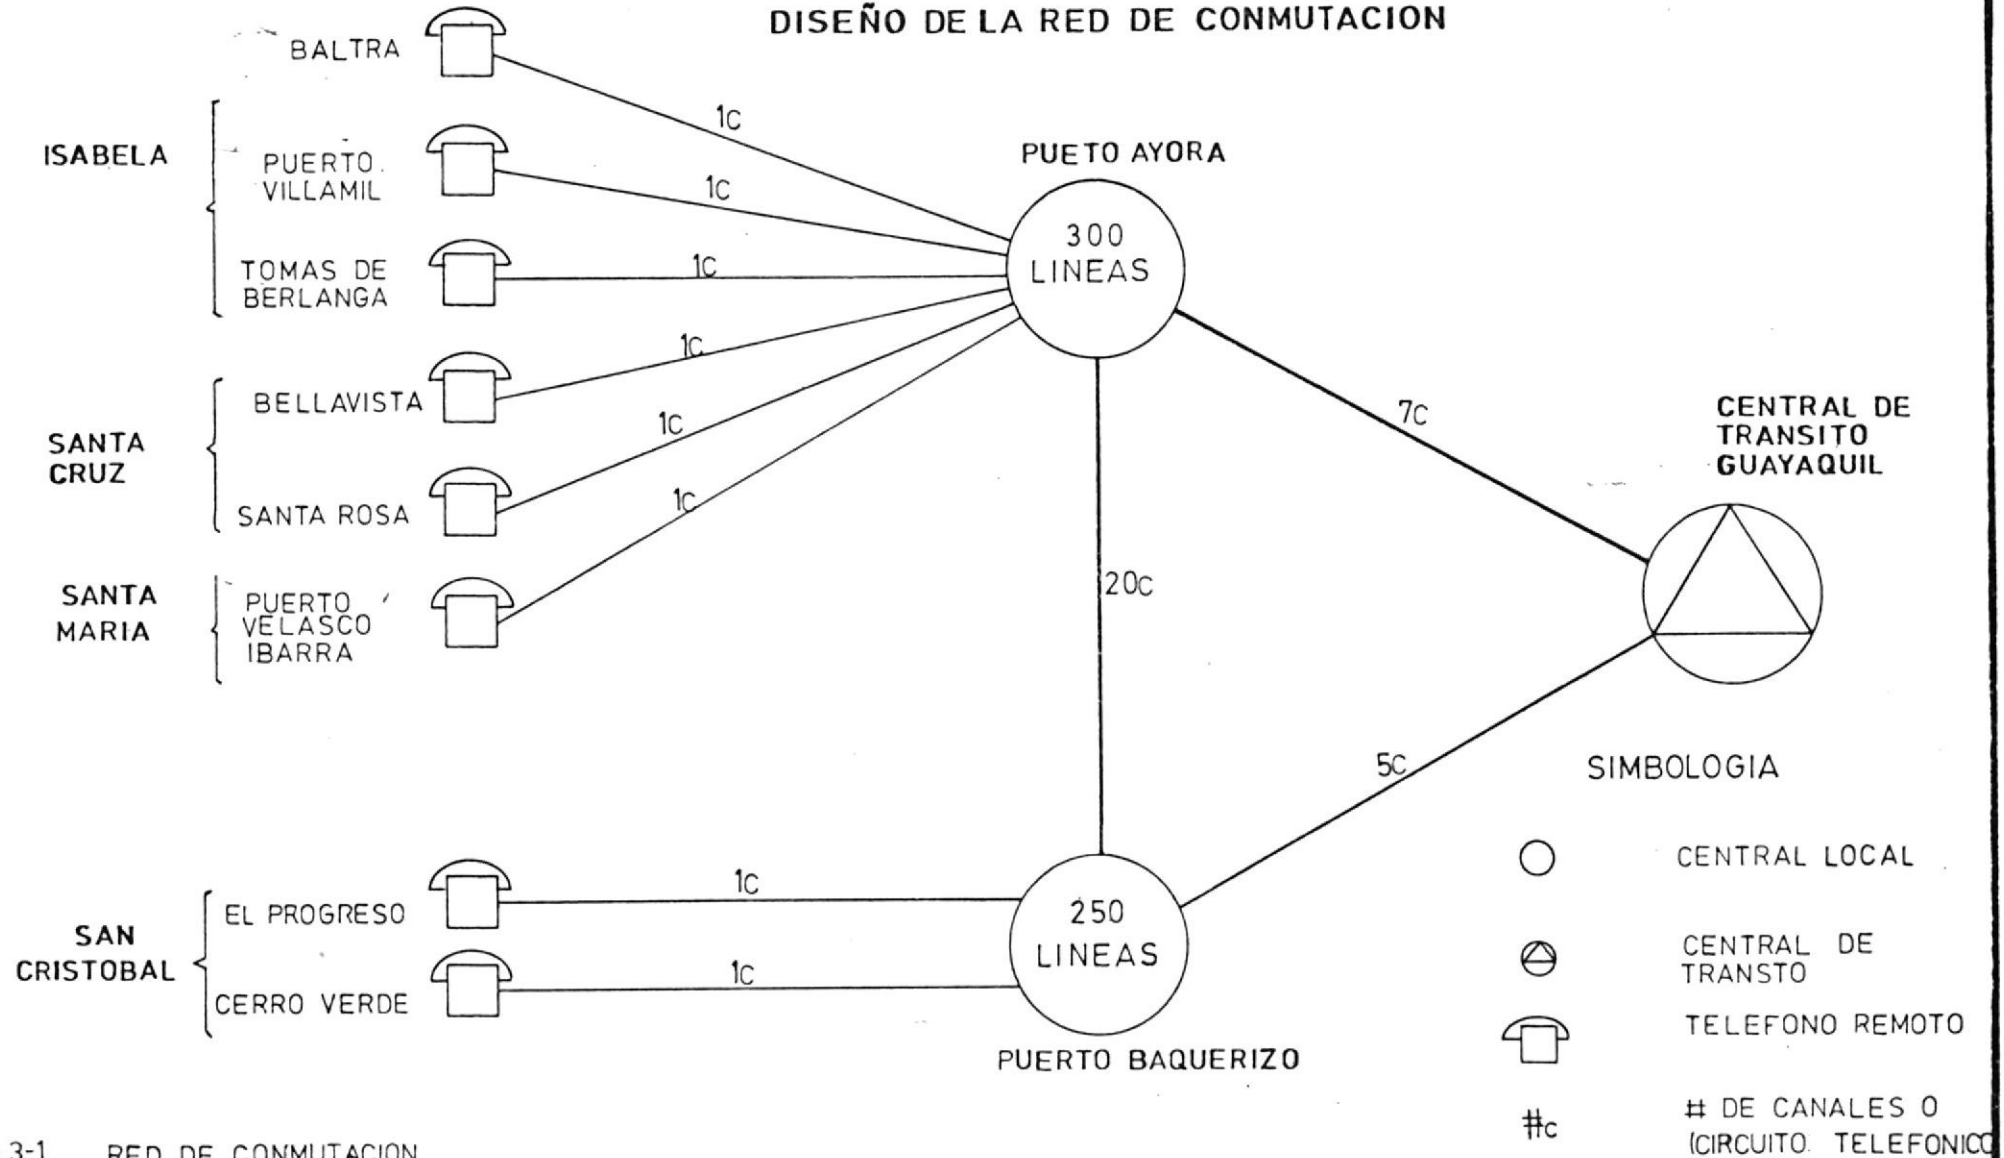 DISEÑO DE LA RED DE CONMUTACION
BALTRA
1c
ISABELA
PUERTO.
VILLAMIL
1c
TOMAS DE
BERLANGA
1c
PUETO AYORA
300
LINEAS
SANTA
CRUZ
BELLAVISTA
1c
SANTA ROSA
1c
SANTA
MARIA
PUERTO
VELASCO
IBARRA
1c
7c
20c
5c
CENTRAL DE
TRANSITO
GUAYAQUIL
SAN
CRISTOBAL
EL PROGRESO
1c
CERRO VERDE
1c
250
LINEAS
PUERTO BAQUERIZO
SIMBOLOGIA
CENTRAL LOCAL
CENTRAL DE
TRANSTO
TELEFONO REMOTO
#c
# DE CANALES O
(CIRCUITO. TELEFONICO
3-1 RED DE CONMUTACION